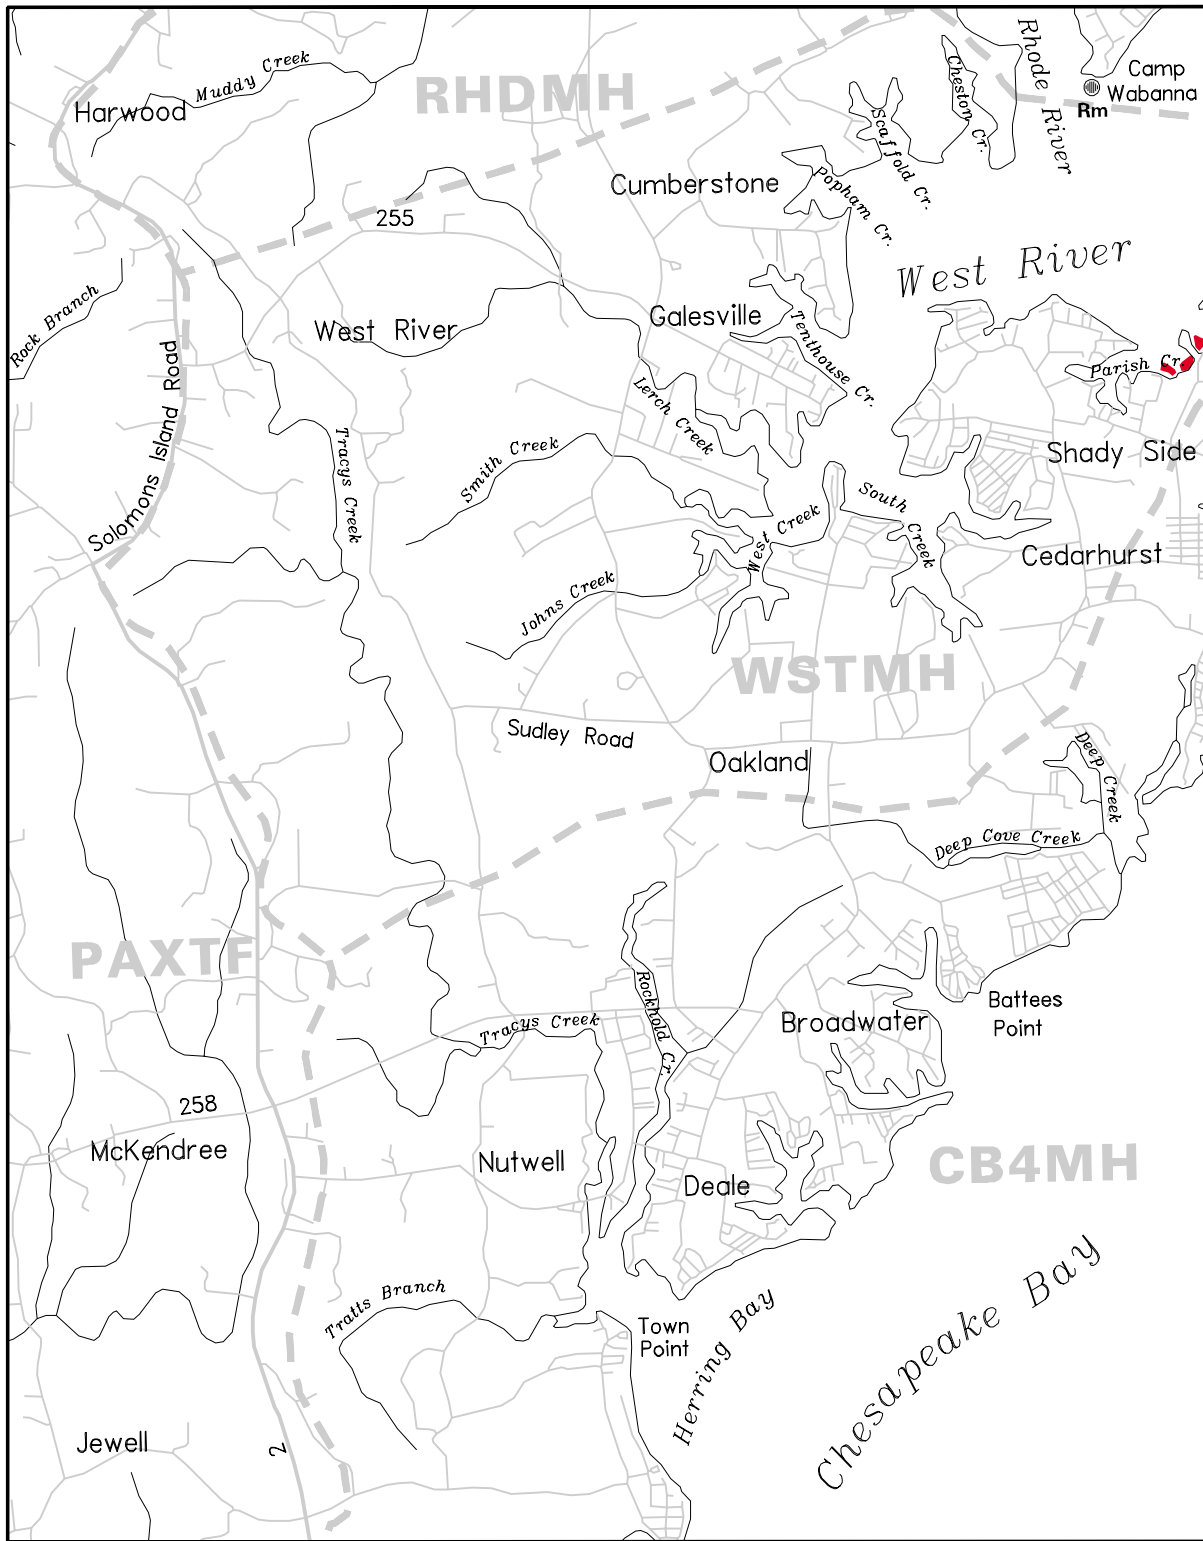 Rhode River
Camp
Wabanna
Rm
Muddy Creek
Harwood
RHDMH
Cheston Cr.
Scaffold Cr.
Cumberstone
Popham Cr.
255
West River
Rock Branch
West River
Galesville
Tenthouse Cr.
Parish Cr.
Solomons Island Road
Tracys Creek
Lerch Creek
Smith Creek
Shady Side
South Creek
West Creek
Cedarhurst
Johns Creek
WSTMH
Sudley Road
Oakland
Deep Creek
Deep Cove Creek
PAXTF
Rockhold Cr.
Battees
Point
Broadwater
Tracys Creek
258
McKendree
Nutwell
Deale
CB4MH
Tratts Branch
Town
Point
Herring Bay
Chesapeake Bay
Jewell
2